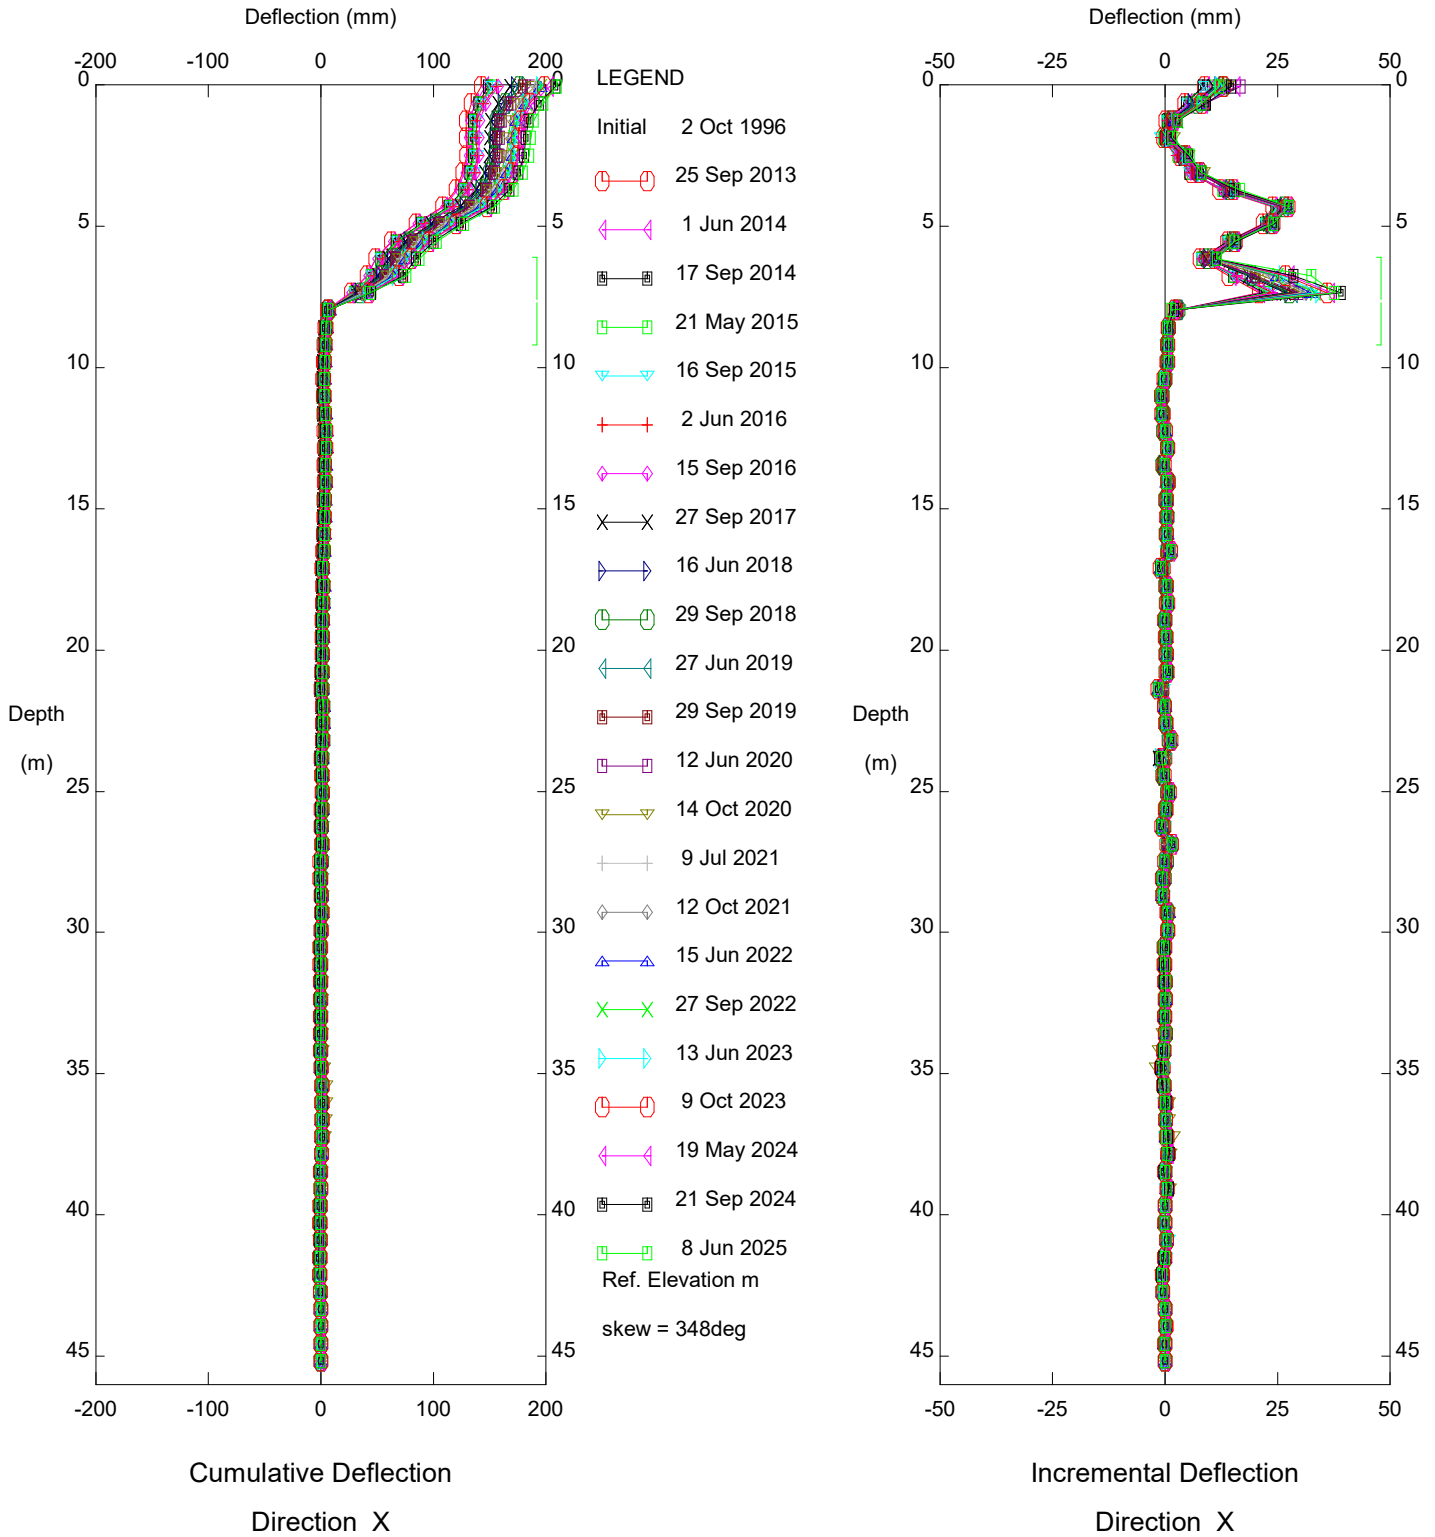 Deflection (mm)
-200 -100 0 100 200
0 0
5 5
10 10
15 15
20 20
25 25
30 30
35 35
40 40
45 45
Depth
(m)
-200 -100 0 100 200
Cumulative Deflection
Direction X
LEGEND
Initial 2 Oct 1996
25 Sep 2013
1 Jun 2014
17 Sep 2014
21 May 2015
16 Sep 2015
2 Jun 2016
15 Sep 2016
27 Sep 2017
16 Jun 2018
29 Sep 2018
27 Jun 2019
29 Sep 2019
12 Jun 2020
14 Oct 2020
9 Jul 2021
12 Oct 2021
15 Jun 2022
27 Sep 2022
13 Jun 2023
9 Oct 2023
19 May 2024
21 Sep 2024
8 Jun 2025
Ref. Elevation m
skew = 348deg
Deflection (mm)
-50 -25 0 25 50
0 0
5 5
10 10
15 15
20 20
25 25
30 30
35 35
40 40
45 45
Depth
(m)
-50 -25 0 25 50
Incremental Deflection
Direction X